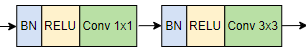 BN RELU Conv 1x1 BN RELU Conv 3x3